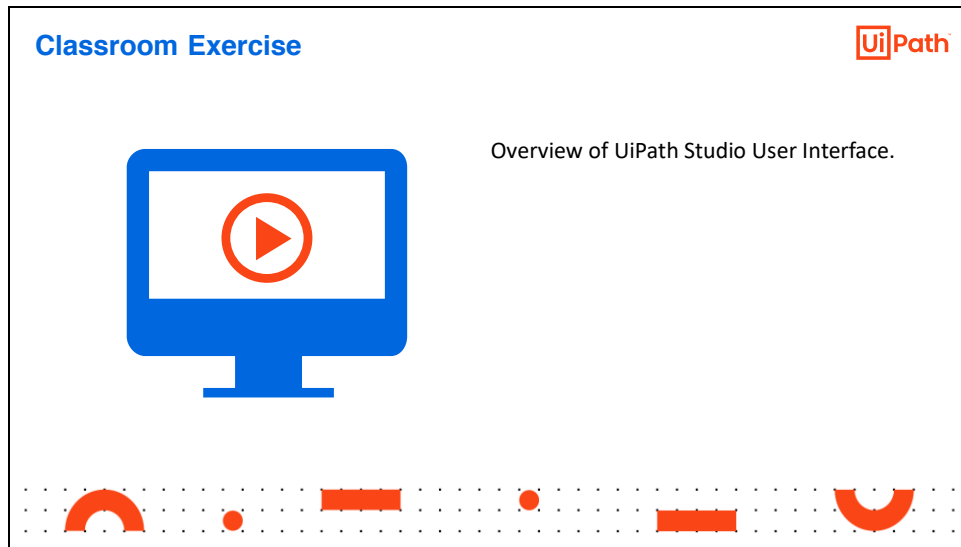 Classroom Exercise
UiPath
Overview of UiPath Studio User Interface.